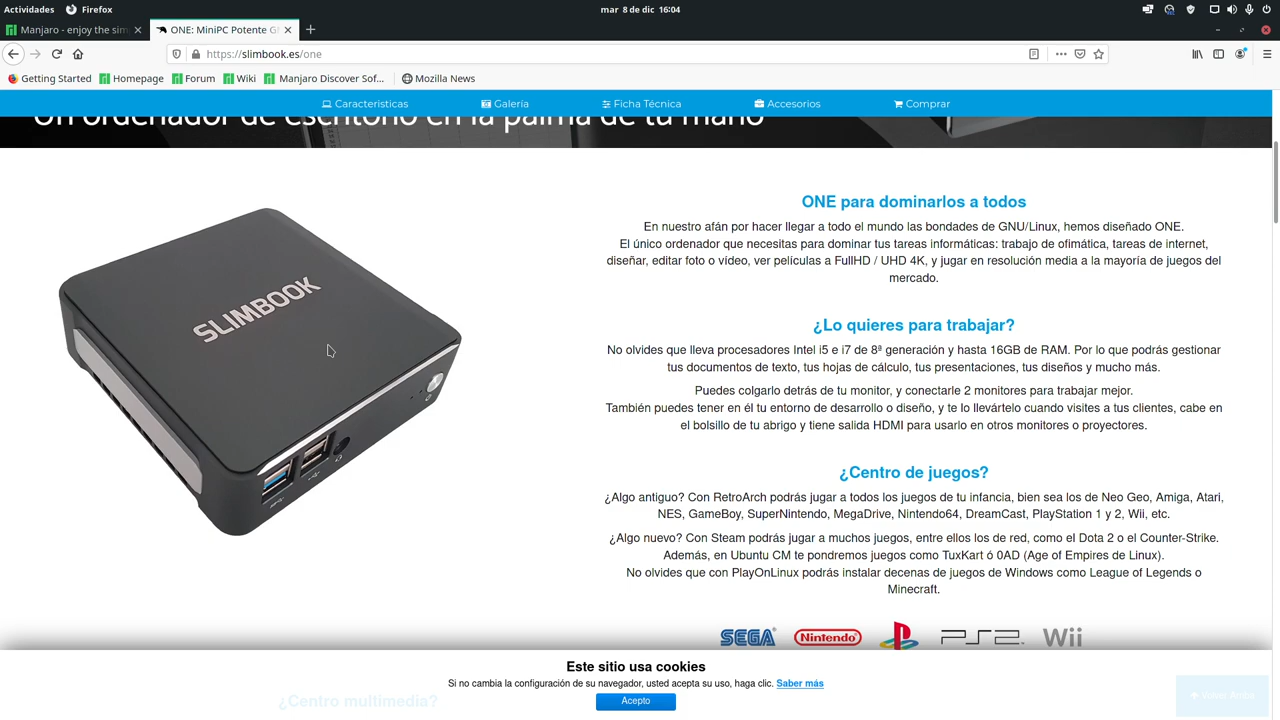 Actividades Firefox mar 8 de dic 16:04
Manjaro - enjoy the sim
ONE: MiniPC Potente G
https://slimbook.es/one
Getting Started Homepage Forum Wiki Manjaro Discover Sof... Mozilla News
Caracteristicas Galería Ficha Técnica Accesorios Comprar
Un ordenador de escritorio en la palma de tu mano
SLIMBOOK
ONE para dominarlos a todos
En nuestro afán por hacer llegar a todo el mundo las bondades de GNU/Linux, hemos diseñado ONE.
El único ordenador que necesitas para dominar tus tareas informáticas: trabajo de ofimática, tareas de internet,
diseñar, editar foto o vídeo, ver películas a FullHD / UHD 4K, y jugar en resolución media a la mayoría de juegos del
mercado.
¿Lo quieres para trabajar?
No olvides que lleva procesadores Intel i5 e i7 de 8ª generación y hasta 16GB de RAM. Por lo que podrás gestionar
tus documentos de texto, tus hojas de cálculo, tus presentaciones, tus diseños y mucho más.
Puedes colgarlo detrás de tu monitor, y conectarle 2 monitores para trabajar mejor.
También puedes tener en él tu entorno de desarrollo o diseño, y te lo llevártelo cuando visites a tus clientes, cabe en
el bolsillo de tu abrigo y tiene salida HDMI para usarlo en otros monitores o proyectores.
¿Centro de juegos?
¿Algo antiguo? Con RetroArch podrás jugar a todos los juegos de tu infancia, bien sea los de Neo Geo, Amiga, Atari,
NES, GameBoy, SuperNintendo, MegaDrive, Nintendo64, DreamCast, PlayStation 1 y 2, Wii, etc.
¿Algo nuevo? Con Steam podrás jugar a muchos juegos, entre ellos los de red, como el Dota 2 o el Counter-Strike.
Además, en Ubuntu CM te pondremos juegos como TuxKart ó 0AD (Age of Empires de Linux).
No olvides que con PlayOnLinux podrás instalar decenas de juegos de Windows como League of Legends o
Minecraft.
SEGA Nintendo PS2 Wii
Este sitio usa cookies
Si no cambia la configuración de su navegador, usted acepta su uso, haga clic. Saber más
Acepto
¿Centro multimedia?
Volver Arriba